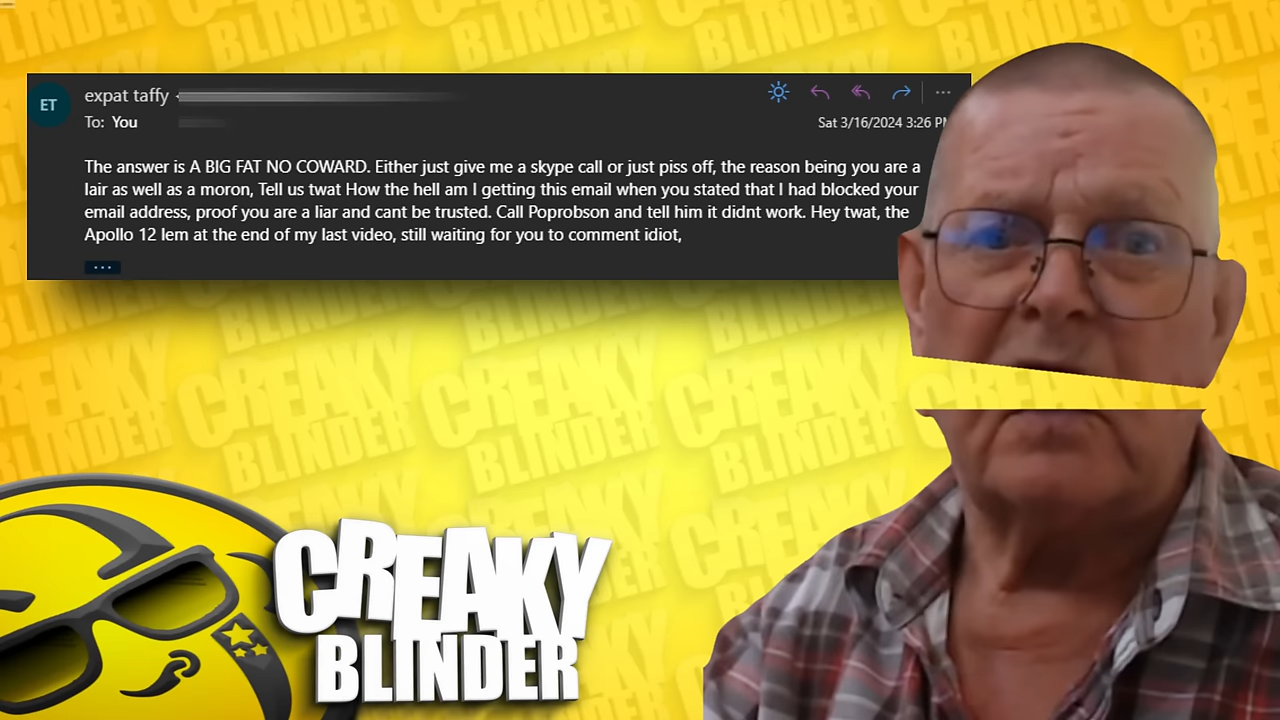 ET
expat taffy
To: You
Sat 3/16/2024 3:26 PM
The answer is A BIG FAT NO COWARD. Either just give me a skype call or just piss off, the reason being you are a
lair as well as a moron, Tell us twat How the hell am I getting this email when you stated that I had blocked your
email address, proof you are a liar and cant be trusted. Call Poprobson and tell him it didnt work. Hey twat, the
Apollo 12 lem at the end of my last video, still waiting for you to comment idiot,
CREAKY
BLINDER